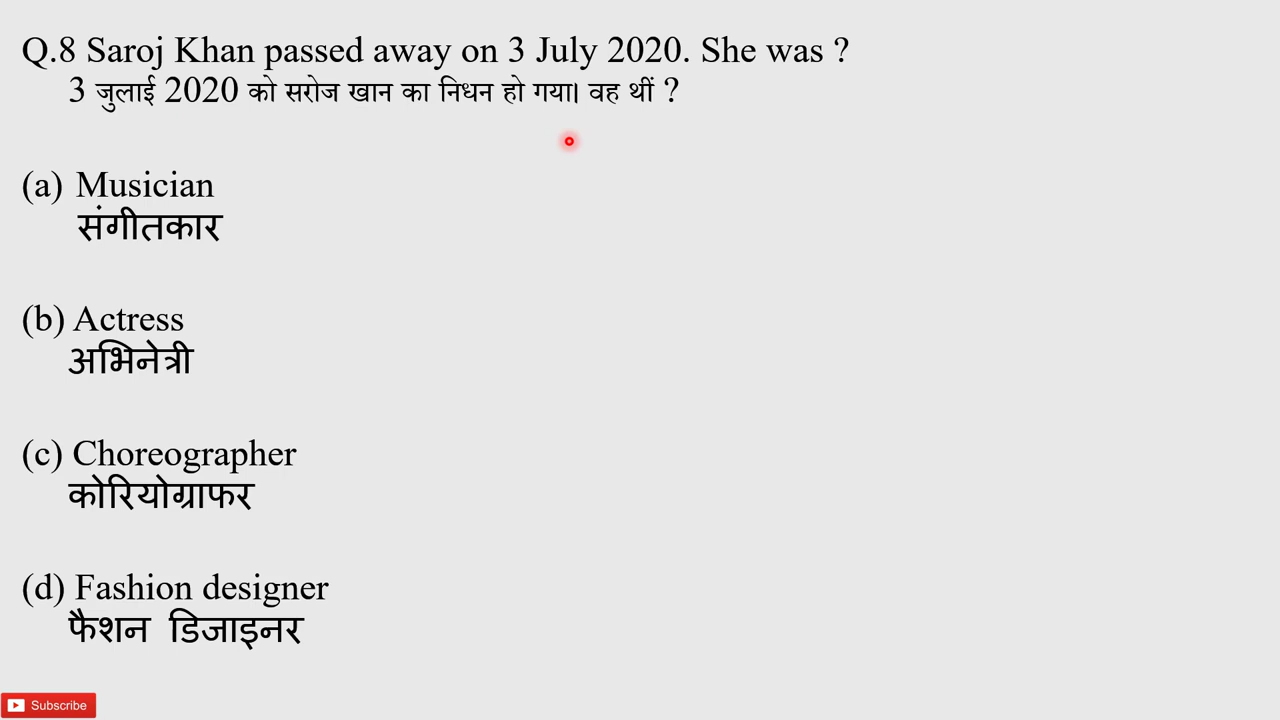 Q.8 Saroj Khan passed away on 3 July 2020. She was ?
3 जुलाई 2020 को सरोज खान का निधन हो गया। वह थीं ?
(a) Musician
संगीतकार
(b) Actress
अभिनेत्री
(c) Choreographer
कोरियोग्राफर
(d) Fashion designer
फैशन डिजाइनर
Subscribe